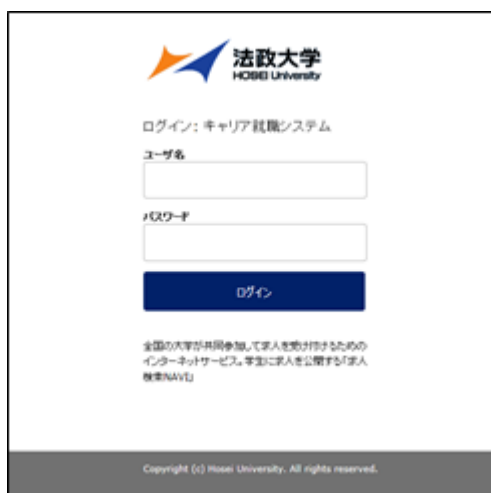 法政大学
HOSEI University
ログイン: キャリア就職システム
ユーザ名
パスワード
ログイン
全国の大学が共同参加して求人を受け付けるための
インターネットサービス。学生に求人を公開する「求人
検索NAVI」
Copyright (c) Hosei University. All rights reserved.